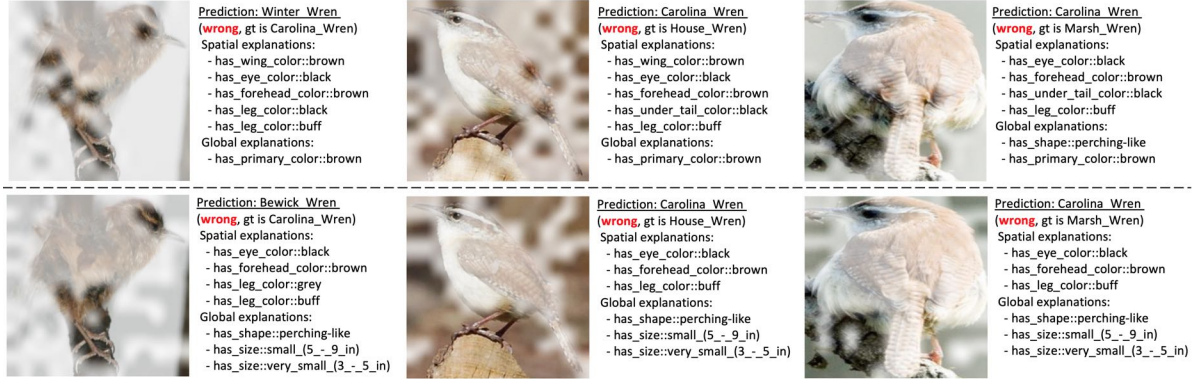 Prediction: Winter_Wren
(wrong, gt is Carolina_Wren)
Spatial explanations:
- has_wing_color::brown
- has_eye_color::black
- has_forehead_color::brown
- has_leg_color::black
- has_leg_color::buff
Global explanations:
- has_primary_color::brown
Prediction: Carolina_Wren
(wrong, gt is House_Wren)
Spatial explanations:
- has_wing_color::brown
- has_eye_color::black
- has_forehead_color::brown
- has_under_tail_color::black
- has_leg_color::buff
Global explanations:
- has_primary_color::brown
Prediction: Carolina_Wren
(wrong, gt is Marsh_Wren)
Spatial explanations:
- has_eye_color::black
- has_forehead_color::brown
- has_under_tail_color::black
- has_leg_color::buff
Global explanations:
- has_shape::perching-like
- has_primary_color::brown
Prediction: Bewick_Wren
(wrong, gt is Carolina_Wren)
Spatial explanations:
- has_eye_color::black
- has_forehead_color::brown
- has_leg_color::grey
- has_leg_color::buff
Global explanations:
- has_shape::perching-like
- has_size::small_(5_-_9_in)
- has_size::very_small_(3_-_5_in)
Prediction: Carolina_Wren
(wrong, gt is House_Wren)
Spatial explanations:
- has_eye_color::black
- has_forehead_color::brown
- has_leg_color::buff
Global explanations:
- has_shape::perching-like
- has_size::small_(5_-_9_in)
- has_size::very_small_(3_-_5_in)
Prediction: Carolina_Wren
(wrong, gt is Marsh_Wren)
Spatial explanations:
- has_eye_color::black
- has_forehead_color::brown
- has_leg_color::buff
Global explanations:
- has_shape::perching-like
- has_size::small_(5_-_9_in)
- has_size::very_small_(3_-_5_in)